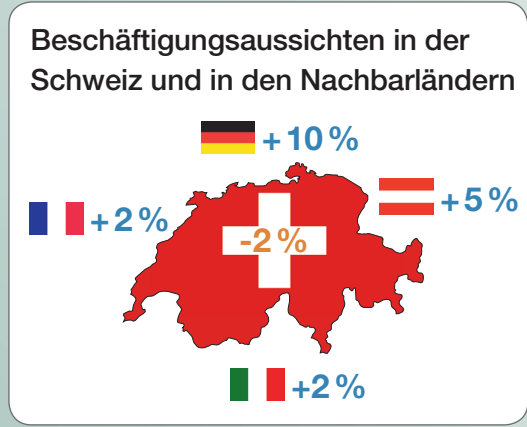 Beschäftigungsaussichten in der
Schweiz und in den Nachbarländern
+10 %
+2 %
+5 %
-2 %
+2 %